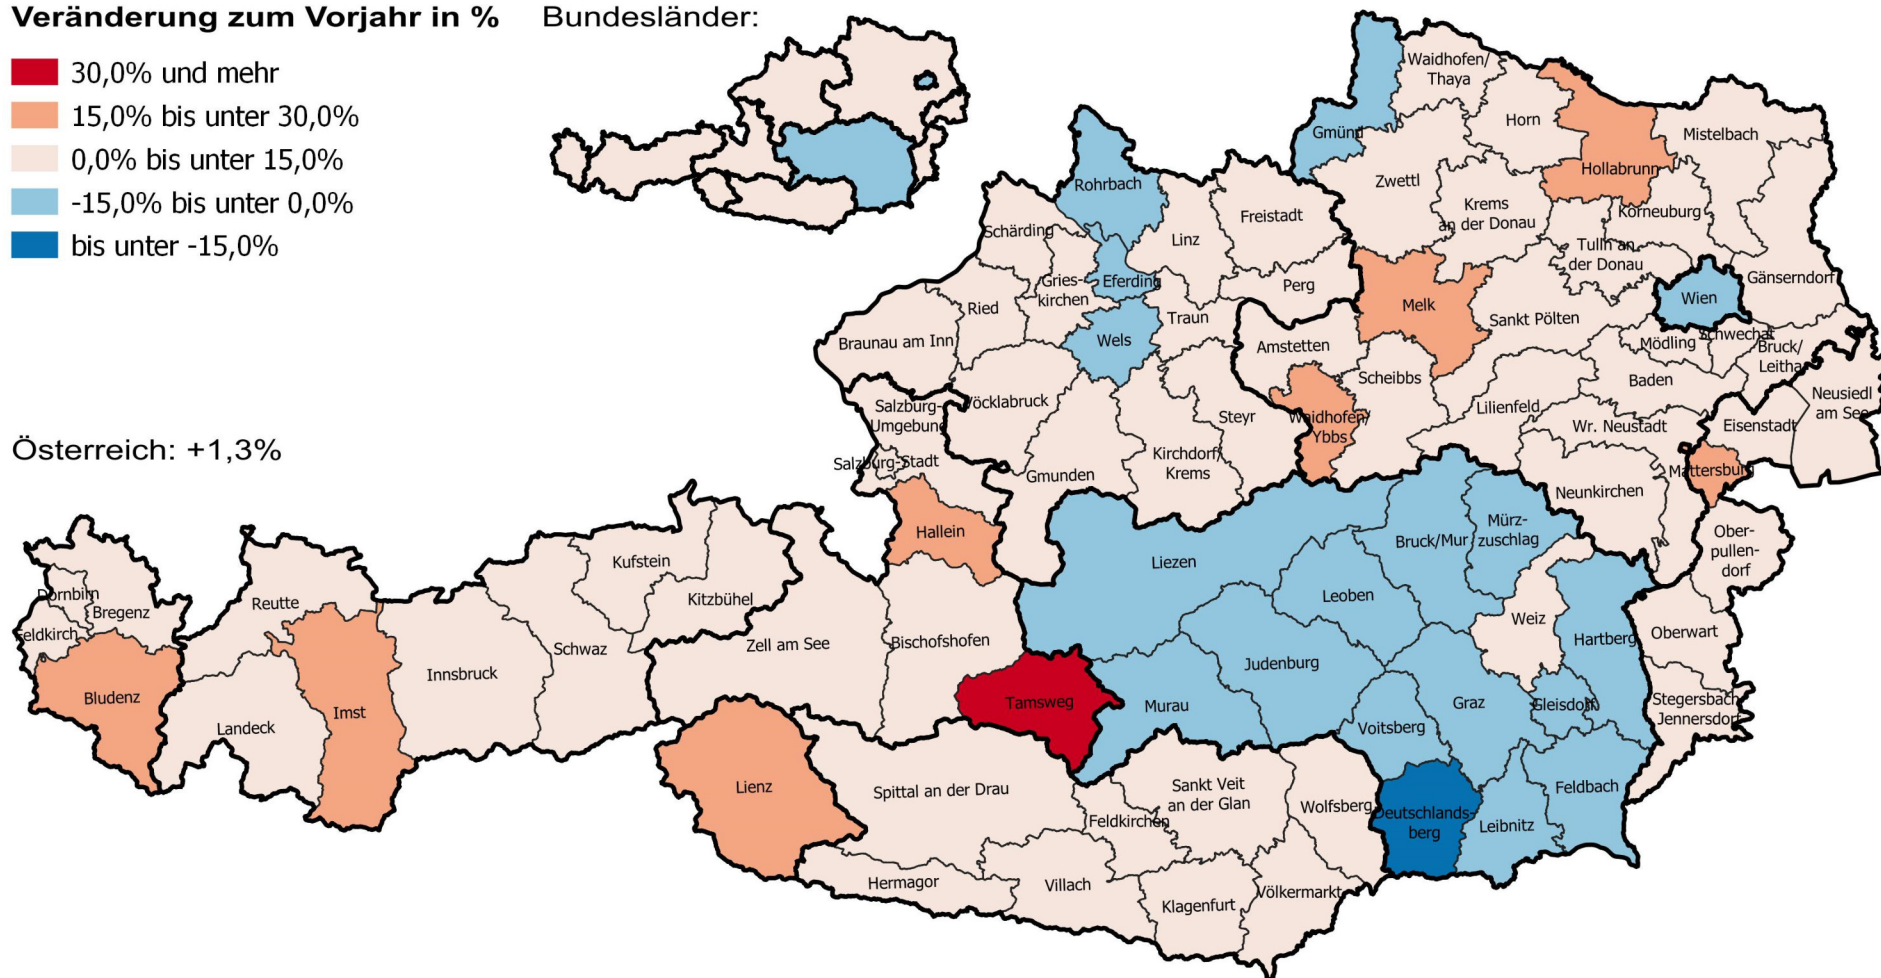 Veränderung zum Vorjahr in %
30,0% und mehr
15,0% bis unter 30,0%
0,0% bis unter 15,0%
-15,0% bis unter 0,0%
bis unter -15,0%
Bundesländer:
Österreich: +1,3%
Waidhofen/
Thaya
Gmünd
Horn
Mistelbach
Hollabrunn
Zwettl
Rohrbach
Krems
an der Donau
Korneuburg
Freistadt
Schärding
Linz
Tulln an
der Donau
Gries-
kirchen
Eferding
Perg
Gänserndorf
Wien
Melk
Ried
Traun
Sankt Pölten
Wels
Braunau am Inn
Amstetten
Mödling
Schwechat
Bruck/
Leitha
Scheibbs
Baden
Neusiedl
am See
Vöcklabruck
Salzburg-
Umgebung
Steyr
Waidhofen/
Ybbs
Lilienfeld
Wr. Neustadt
Eisenstadt
Salzburg-Stadt
Kirchdorf/
Krems
Gmunden
Mattersburg
Neunkirchen
Hallein
Bruck/Mur
Mürz-
zuschlag
Ober-
pullen-
dorf
Liezen
Kufstein
Dornbirn
Bregenz
Reutte
Kitzbühel
Leoben
Weiz
Feldkirch
Hartberg
Oberwart
Schwaz
Zell am See
Bischofshofen
Judenburg
Innsbruck
Bludenz
Imst
Landeck
Tamsweg
Murau
Graz
Gleisdorf
Stegersbach
Jennersdorf
Voitsberg
Lienz
Spittal an der Drau
Sankt Veit
an der Glan
Feldbach
Wolfsberg
Feldkirchen
Deutschlands-
berg
Leibnitz
Hermagor
Villach
Klagenfurt
Völkermarkt